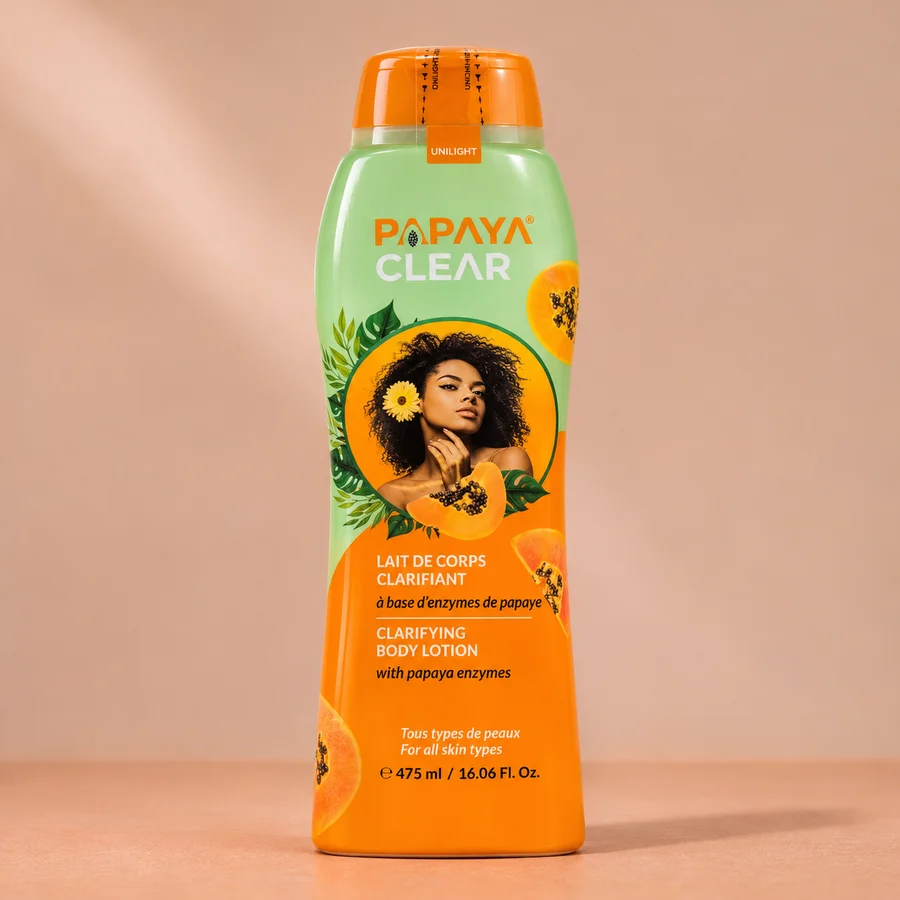 UNILIGHT
PAPAYA®
CLEAR
LAIT DE CORPS
CLARIFIANT
à base d'enzymes de papaye
CLARIFYING
BODY LOTION
with papaya enzymes
Tous types de peaux
For all skin types
℮ 475 ml / 16.06 Fl. Oz.